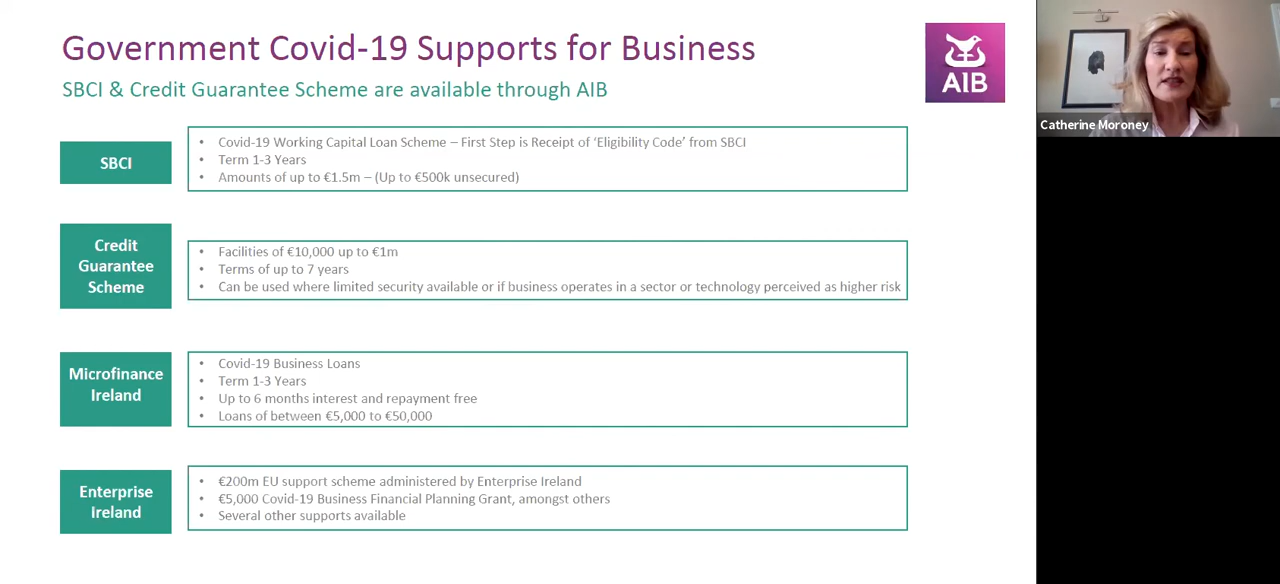 Government Covid-19 Supports for Business
SBCI & Credit Guarantee Scheme are available through AIB
AIB
Catherine Moroney
SBCI
• Covid-19 Working Capital Loan Scheme – First Step is Receipt of ‘Eligibility Code’ from SBCI
• Term 1-3 Years
• Amounts of up to €1.5m – (Up to €500k unsecured)
Credit
Guarantee
Scheme
• Facilities of €10,000 up to €1m
• Terms of up to 7 years
• Can be used where limited security available or if business operates in a sector or technology perceived as higher risk
Microfinance
Ireland
• Covid-19 Business Loans
• Term 1-3 Years
• Up to 6 months interest and repayment free
• Loans of between €5,000 to €50,000
Enterprise
Ireland
• €200m EU support scheme administered by Enterprise Ireland
• €5,000 Covid-19 Business Financial Planning Grant, amongst others
• Several other supports available